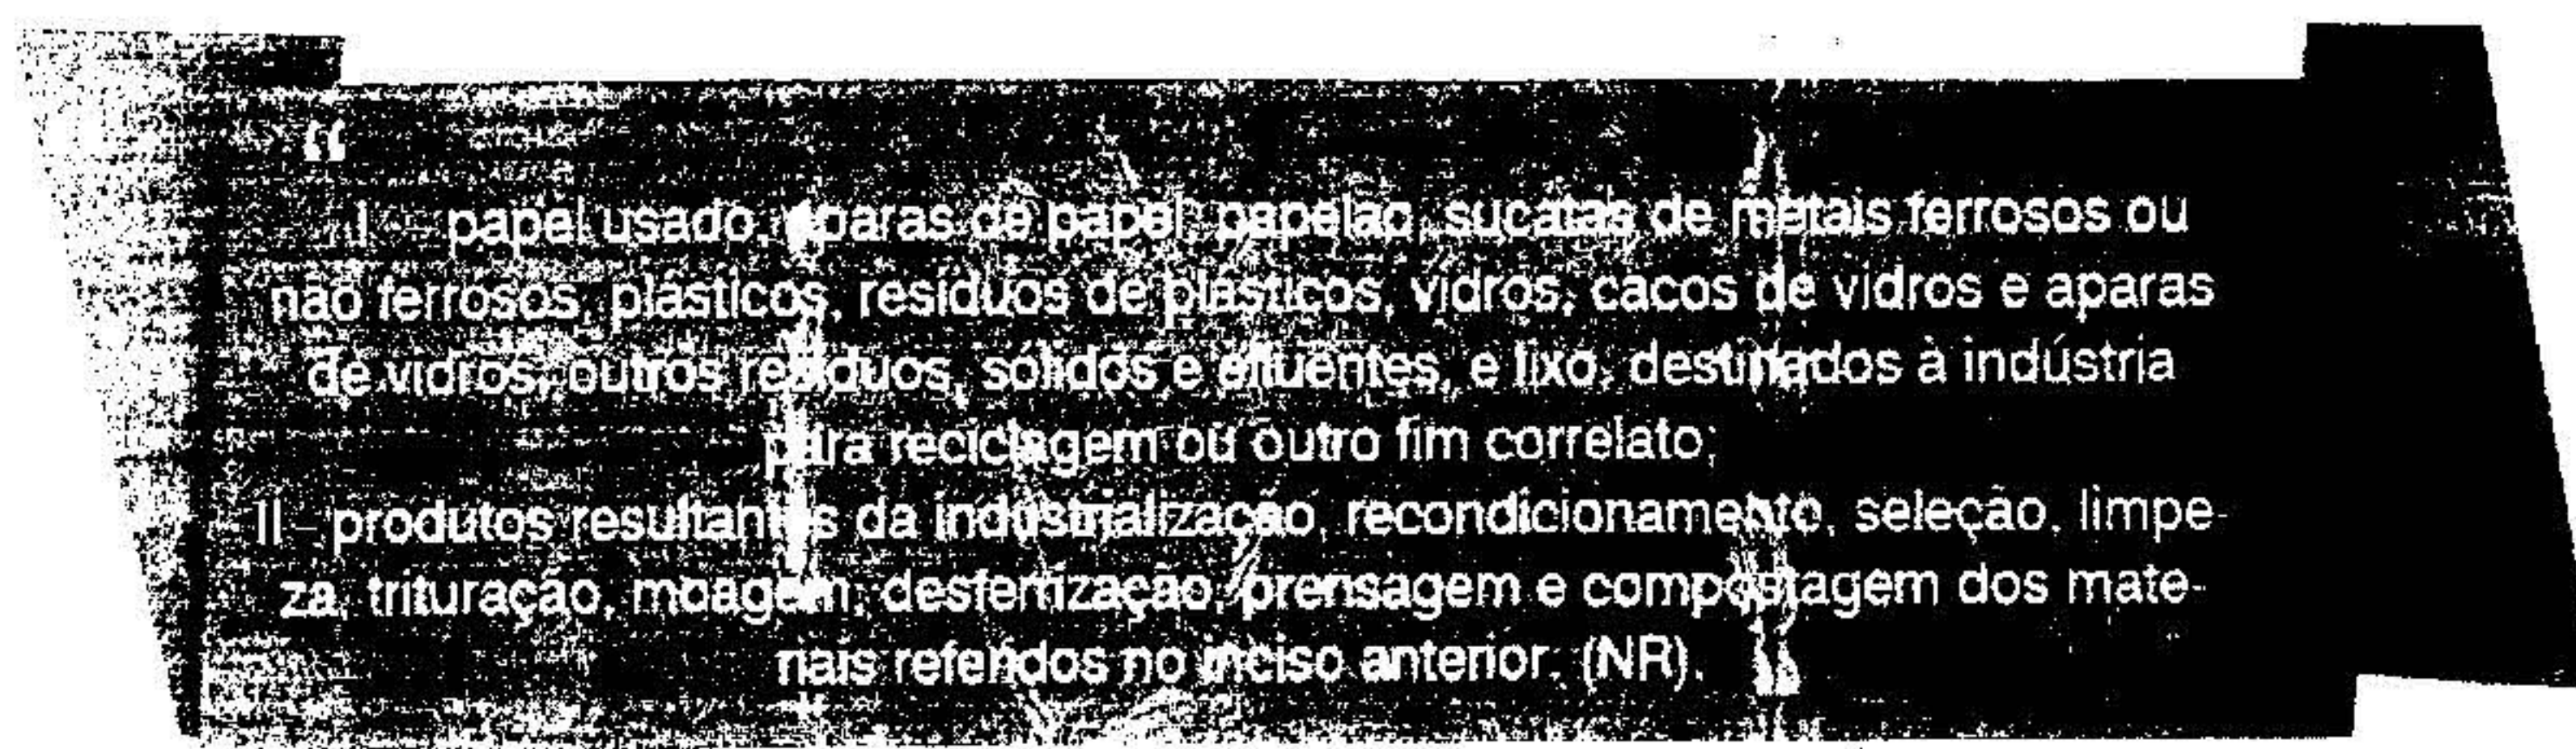 “
I – papel usado, aparas de papel, papelão, sucatas de metais ferrosos ou
não ferrosos, plásticos, resíduos de plásticos, vidros, cacos de vidros e aparas
de vidros, outros resíduos, sólidos e efluentes, e lixo, destinados à indústria
para reciclagem ou outro fim correlato;
II – produtos resultantes da industrialização, recondicionamento, seleção, limpe-
za, trituração, moagem, desferrização, prensagem e compostagem dos mate-
riais referidos no inciso anterior. (NR).